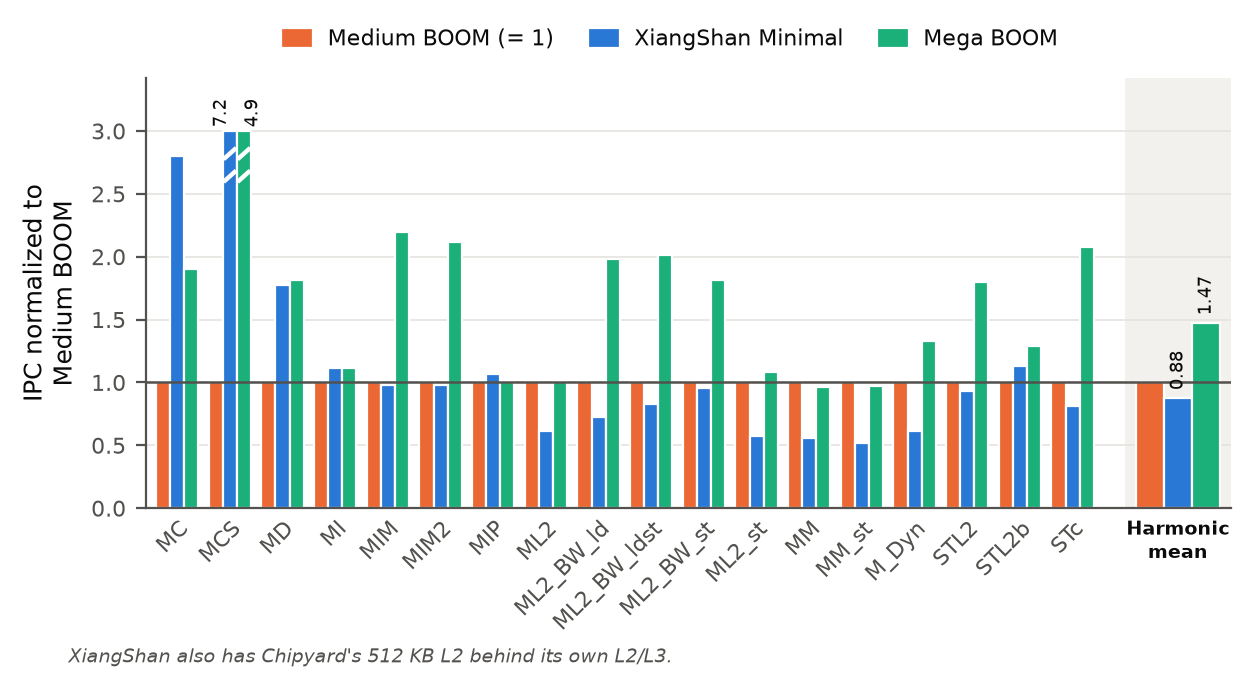 Medium BOOM (= 1) XiangShan Minimal Mega BOOM
IPC normalized to
Medium BOOM
3.0
2.5
2.0
1.5
1.0
0.5
0.0
7.2
4.9
0.88
1.47
MC
MCS
MD
MI
MIM
MIM2
MIP
ML2
ML2_BW_ld
ML2_BW_ldst
ML2_BW_st
ML2_st
MM
MM_st
M_Dyn
STL2
STL2b
STc
Harmonic
mean
XiangShan also has Chipyard's 512 KB L2 behind its own L2/L3.